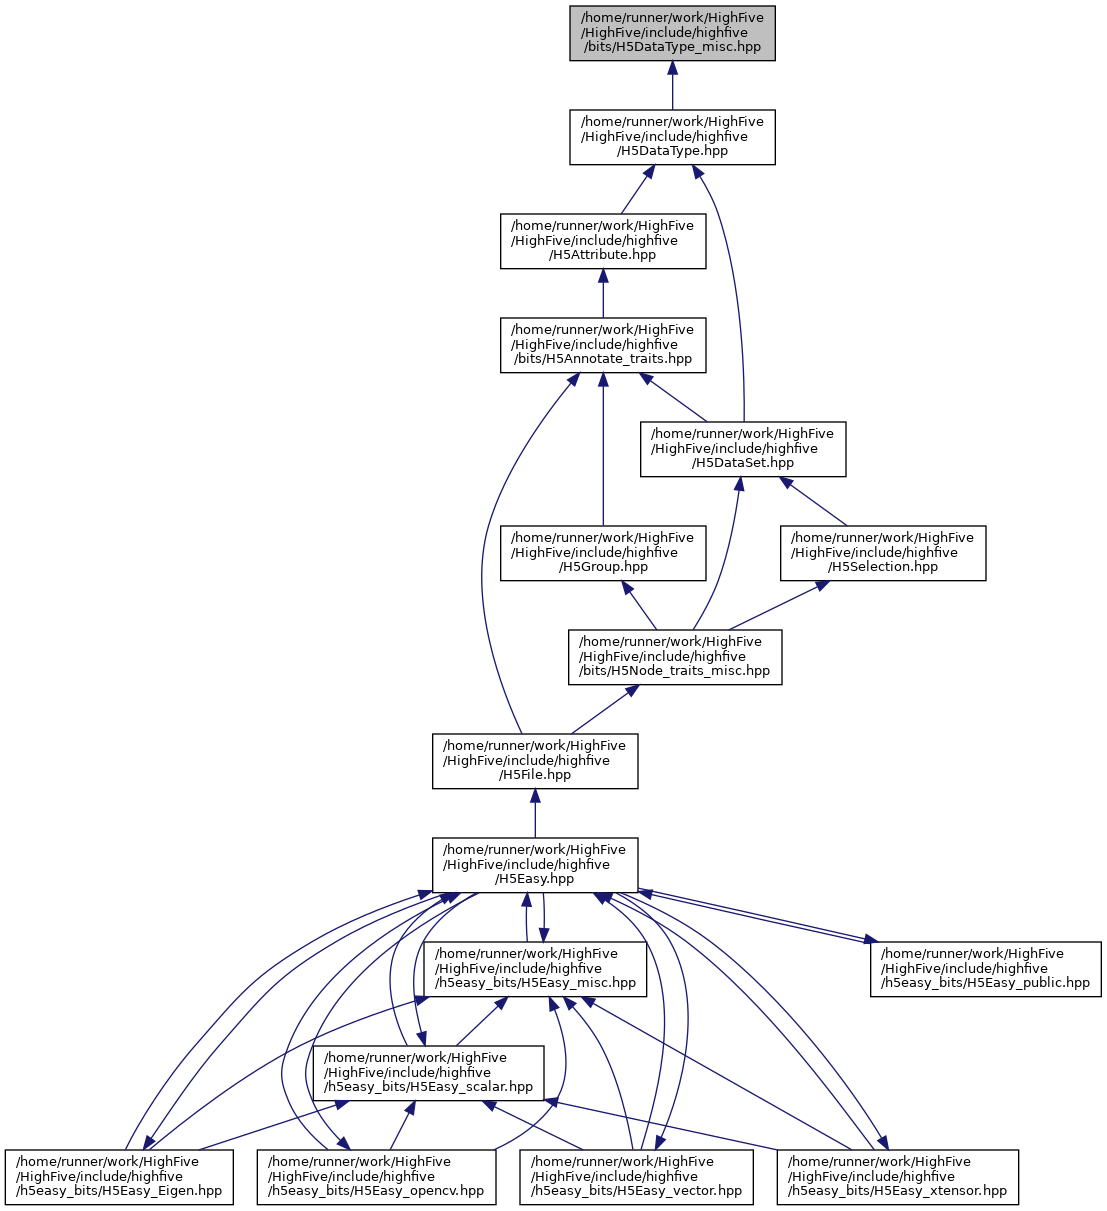 /home/runner/work/HighFive
/HighFive/include/highfive
/bits/H5DataType_misc.hpp
/home/runner/work/HighFive
/HighFive/include/highfive
/H5DataType.hpp
/home/runner/work/HighFive
/HighFive/include/highfive
/H5Attribute.hpp
/home/runner/work/HighFive
/HighFive/include/highfive
/bits/H5Annotate_traits.hpp
/home/runner/work/HighFive
/HighFive/include/highfive
/H5DataSet.hpp
/home/runner/work/HighFive
/HighFive/include/highfive
/H5Group.hpp
/home/runner/work/HighFive
/HighFive/include/highfive
/H5Selection.hpp
/home/runner/work/HighFive
/HighFive/include/highfive
/bits/H5Node_traits_misc.hpp
/home/runner/work/HighFive
/HighFive/include/highfive
/H5File.hpp
/home/runner/work/HighFive
/HighFive/include/highfive
/H5Easy.hpp
/home/runner/work/HighFive
/HighFive/include/highfive
/h5easy_bits/H5Easy_misc.hpp
/home/runner/work/HighFive
/HighFive/include/highfive
/h5easy_bits/H5Easy_public.hpp
/home/runner/work/HighFive
/HighFive/include/highfive
/h5easy_bits/H5Easy_scalar.hpp
/home/runner/work/HighFive
/HighFive/include/highfive
/h5easy_bits/H5Easy_Eigen.hpp
/home/runner/work/HighFive
/HighFive/include/highfive
/h5easy_bits/H5Easy_opencv.hpp
/home/runner/work/HighFive
/HighFive/include/highfive
/h5easy_bits/H5Easy_vector.hpp
/home/runner/work/HighFive
/HighFive/include/highfive
/h5easy_bits/H5Easy_xtensor.hpp